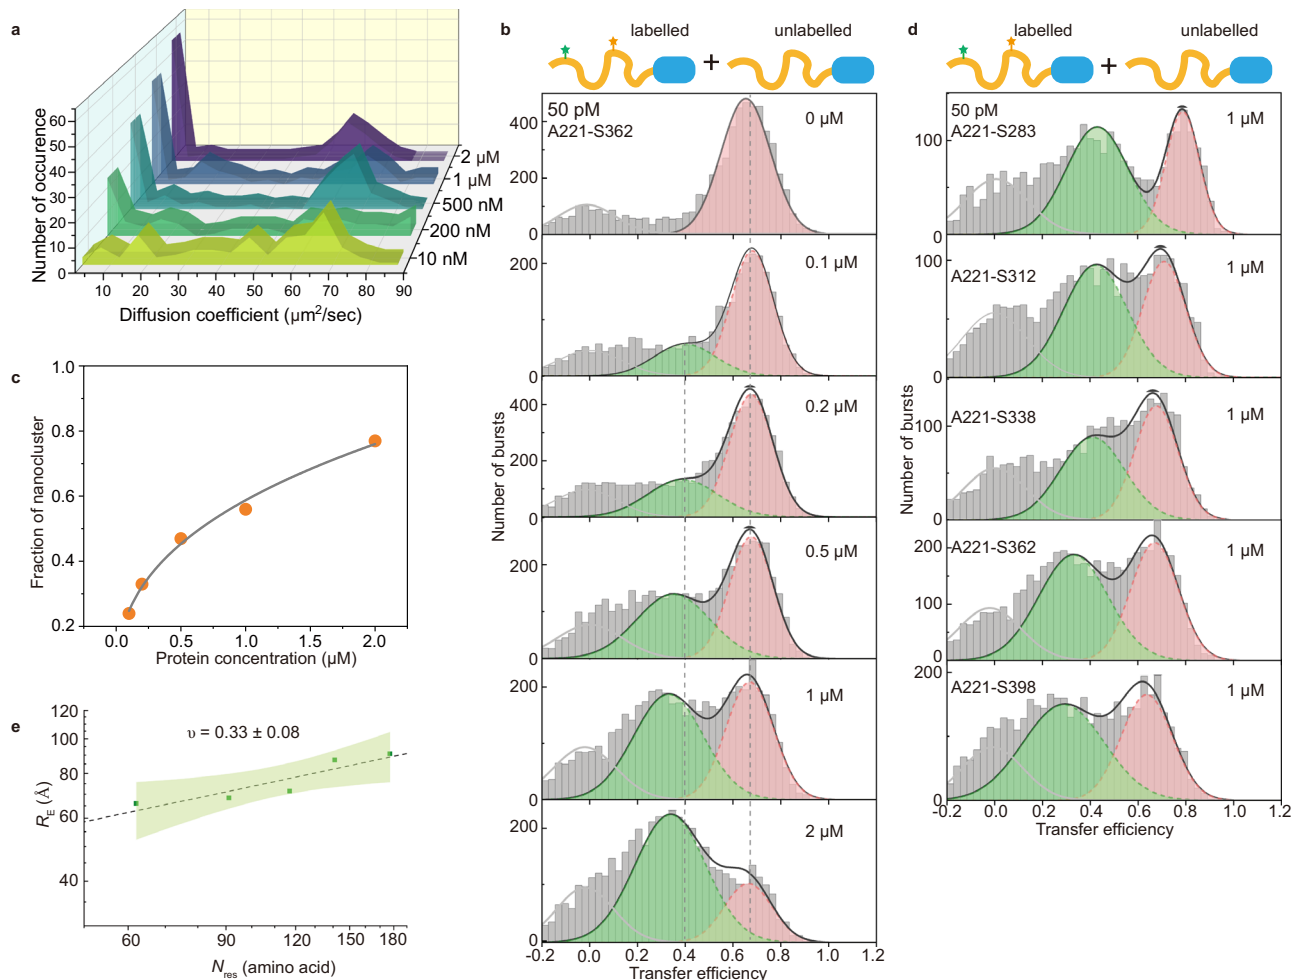 a
Number of occurence
60
50
40
30
20
10
0
10 20 30 40 50 60 70 80 90
Diffusion coefficient (µm²/sec)
2 µM
1 µM
500 nM
200 nM
10 nM
b
labelled
unlabelled
+
50 pM
A221-S362
0 µM
400
200
0
0.1 µM
200
0
0.2 µM
400
200
0
0.5 µM
200
0
1 µM
200
0
2 µM
200
0
Number of bursts
-0.2 0.0 0.2 0.4 0.6 0.8 1.0 1.2
Transfer efficiency
c
Fraction of nanocluster
1.0
0.8
0.6
0.4
0.2
0.0 0.5 1.0 1.5 2.0
Protein concentration (µM)
d
labelled
unlabelled
+
50 pM
A221-S283
1 µM
100
0
A221-S312
1 µM
100
0
A221-S338
1 µM
100
0
A221-S362
1 µM
200
100
0
A221-S398
1 µM
200
100
0
Number of bursts
-0.2 0.0 0.2 0.4 0.6 0.8 1.0 1.2
Transfer efficiency
e
υ = 0.33 ± 0.08
RE (Å)
120
100
80
60
40
60 90 120 150 180
Nres (amino acid)